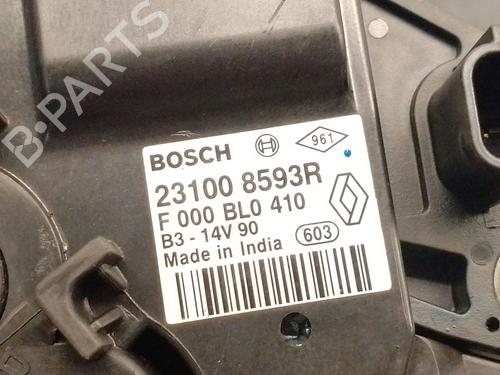 B-PARTS
BOSCH 961
23100 8593R
F 000 BL0 410
B3 - 14V 90
603
Made in India